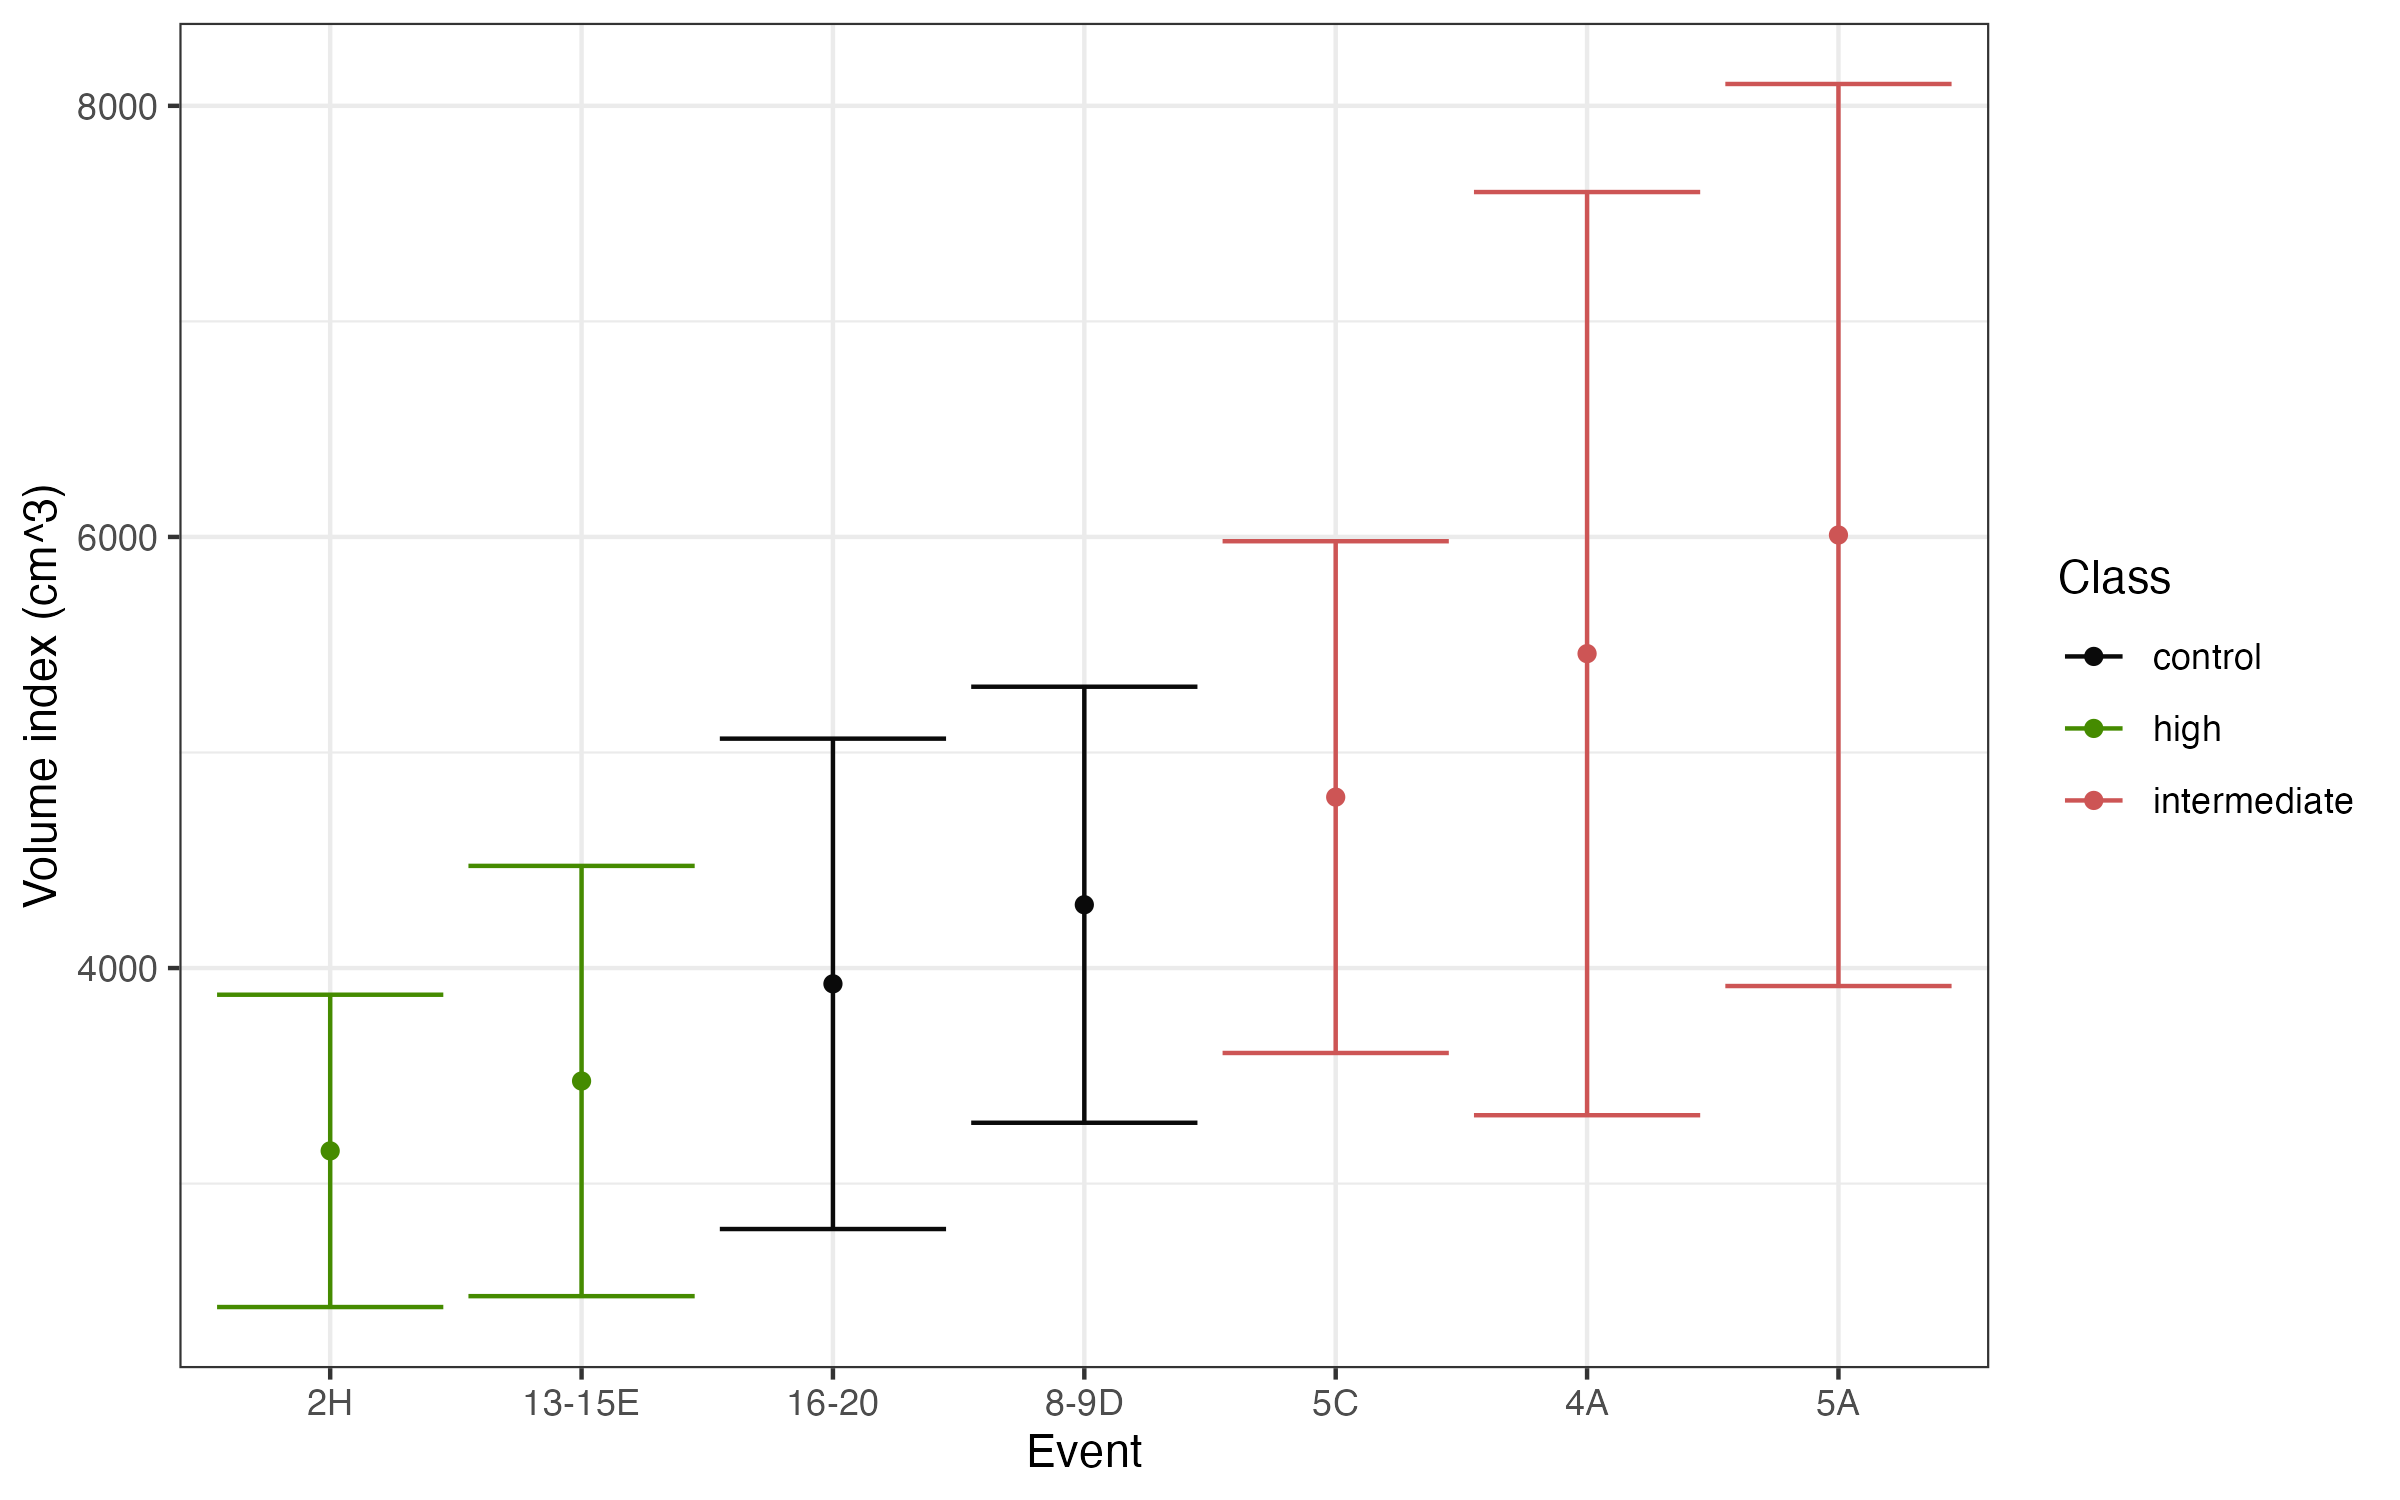 Volume index (cm^3)
8000
6000
4000
2H 13-15E 16-20 8-9D 5C 4A 5A
Event
Class
control
high
intermediate